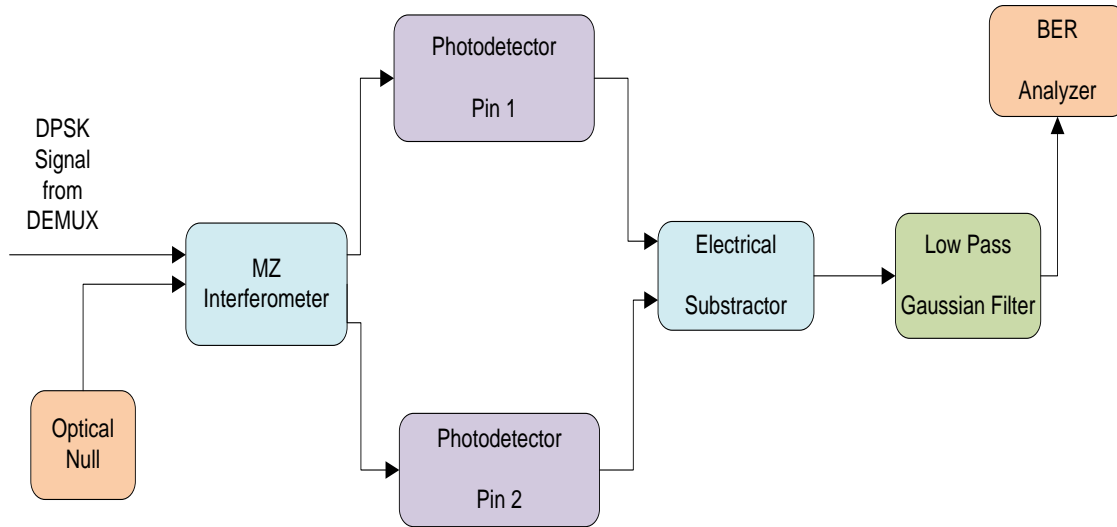 DPSK
Signal
from
DEMUX
Optical
Null
MZ
Interferometer
Photodetector
Pin 1
Photodetector
Pin 2
Electrical
Substractor
Low Pass
Gaussian Filter
BER
Analyzer